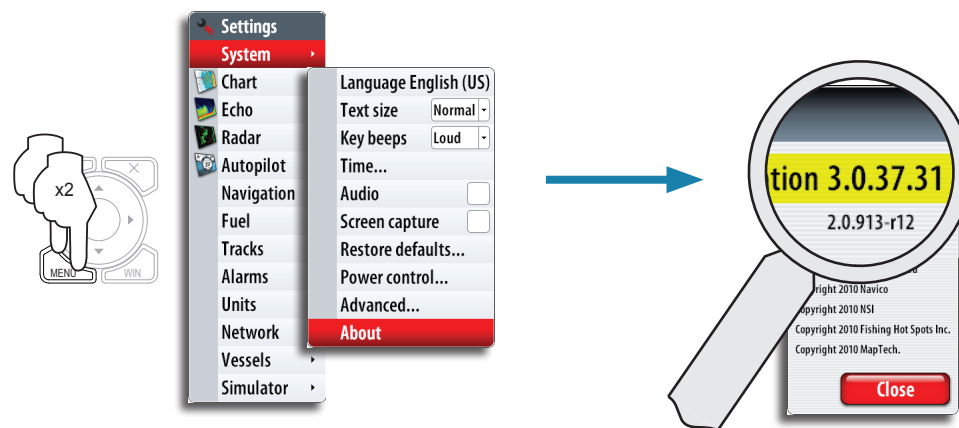 x2
MENU
WIN
Settings
System
Chart
Echo
Radar
Autopilot
Navigation
Fuel
Tracks
Alarms
Units
Network
Vessels
Simulator
Language English (US)
Text size Normal
Key beeps Loud
Time...
Audio
Screen capture
Restore defaults...
Power control...
Advanced...
About
tion 3.0.37.31
2.0.913-r12
right 2010 Navico
opyright 2010 NSI
Copyright 2010 Fishing Hot Spots Inc.
Copyright 2010 MapTech.
Close